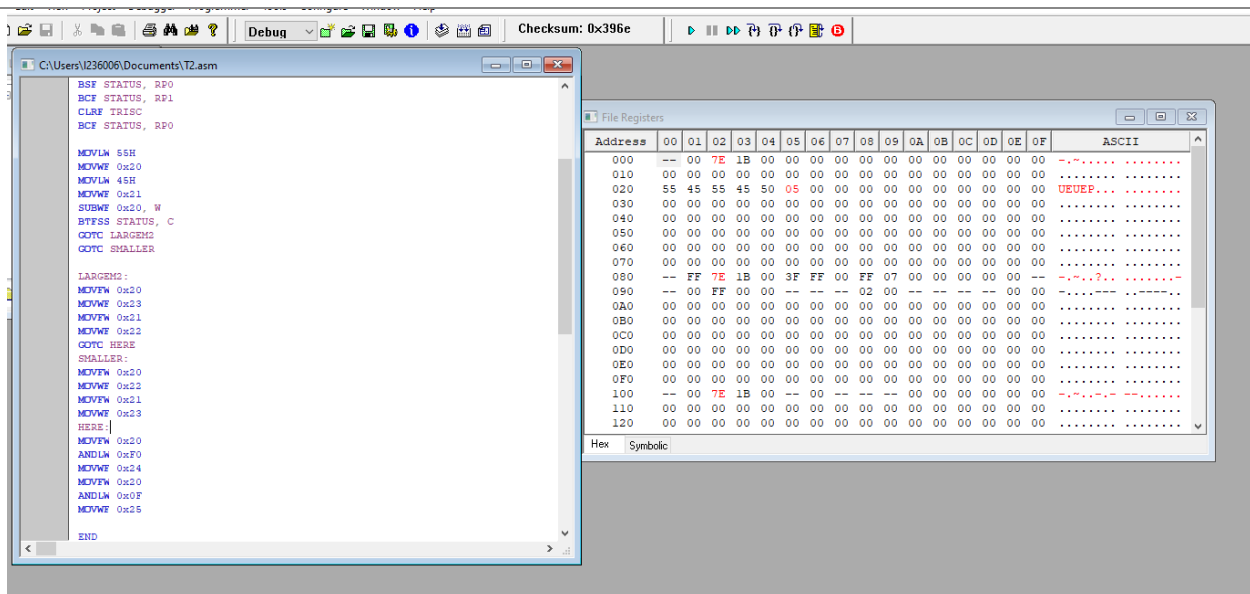 Debug
Checksum: 0x396e
C:\Users\I236006\Documents\T2.asm
BSF STATUS, RP0
BCF STATUS, RP1
CLRF TRISC
BCF STATUS, RP0
MOVLW 55H
MOVWF 0x20
MOVLW 45H
MOVWF 0x21
SUBWF 0x20, W
BTFSS STATUS, C
GOTO LARGEM2
GOTO SMALLER
LARGEM2:
MOVFW 0x20
MOVWF 0x23
MOVFW 0x21
MOVWF 0x22
GOTO HERE
SMALLER:
MOVFW 0x20
MOVWF 0x22
MOVFW 0x21
MOVWF 0x23
HERE:
MOVFW 0x20
ANDLW 0xF0
MOVWF 0x24
MOVFW 0x20
ANDLW 0x0F
MOVWF 0x25
END
File Registers
Address 00 01 02 03 04 05 06 07 08 09 0A 0B 0C 0D 0E 0F ASCII
000 -- 00 7E 1B 00 00 00 00 00 00 00 00 00 00 00 00 -.~..... ........
010 00 00 00 00 00 00 00 00 00 00 00 00 00 00 00 00 ........ ........
020 55 45 55 45 50 05 00 00 00 00 00 00 00 00 00 00 UEUEP... ........
030 00 00 00 00 00 00 00 00 00 00 00 00 00 00 00 00 ........ ........
040 00 00 00 00 00 00 00 00 00 00 00 00 00 00 00 00 ........ ........
050 00 00 00 00 00 00 00 00 00 00 00 00 00 00 00 00 ........ ........
060 00 00 00 00 00 00 00 00 00 00 00 00 00 00 00 00 ........ ........
070 00 00 00 00 00 00 00 00 00 00 00 00 00 00 00 00 ........ ........
080 -- FF 7E 1B 00 3F FF 00 FF 07 00 00 00 00 00 -- -.~..?.. .......-
090 -- 00 FF 00 00 -- -- -- 02 00 -- -- -- -- 00 00 -....--- ..----..
0A0 00 00 00 00 00 00 00 00 00 00 00 00 00 00 00 00 ........ ........
0B0 00 00 00 00 00 00 00 00 00 00 00 00 00 00 00 00 ........ ........
0C0 00 00 00 00 00 00 00 00 00 00 00 00 00 00 00 00 ........ ........
0D0 00 00 00 00 00 00 00 00 00 00 00 00 00 00 00 00 ........ ........
0E0 00 00 00 00 00 00 00 00 00 00 00 00 00 00 00 00 ........ ........
0F0 00 00 00 00 00 00 00 00 00 00 00 00 00 00 00 00 ........ ........
100 -- 00 7E 1B 00 -- 00 -- -- -- 00 00 00 00 00 00 -.~..-.- --......
110 00 00 00 00 00 00 00 00 00 00 00 00 00 00 00 00 ........ ........
120 00 00 00 00 00 00 00 00 00 00 00 00 00 00 00 00 ........ ........
Hex Symbolic